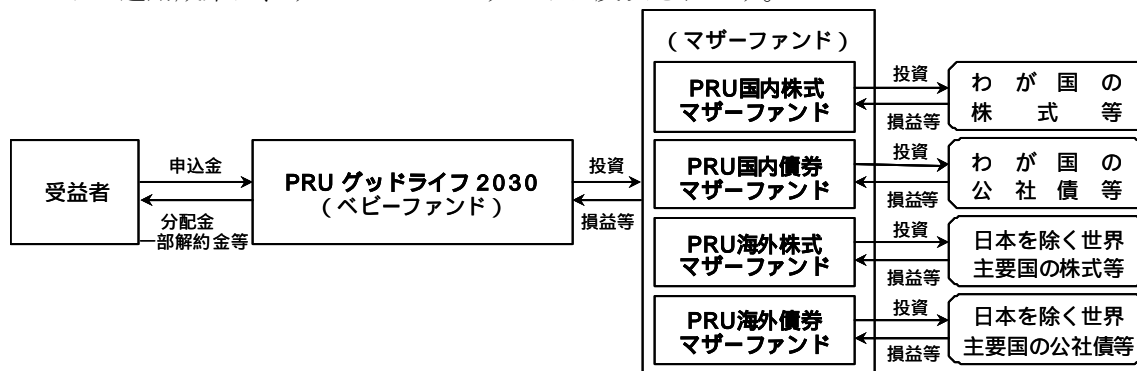 (マザーファンド)
PRU国内株式
マザーファンド
投資
損益等
わが国の
株式等
受益者
申込金
分配金
一部解約金等
PRU グッドライフ 2030
(ベビーファンド)
投資
損益等
PRU国内債券
マザーファンド
投資
損益等
わが国の
公社債等
PRU海外株式
マザーファンド
投資
損益等
日本を除く世界
主要国の株式等
PRU海外債券
マザーファンド
投資
損益等
日本を除く世界
主要国の公社債等